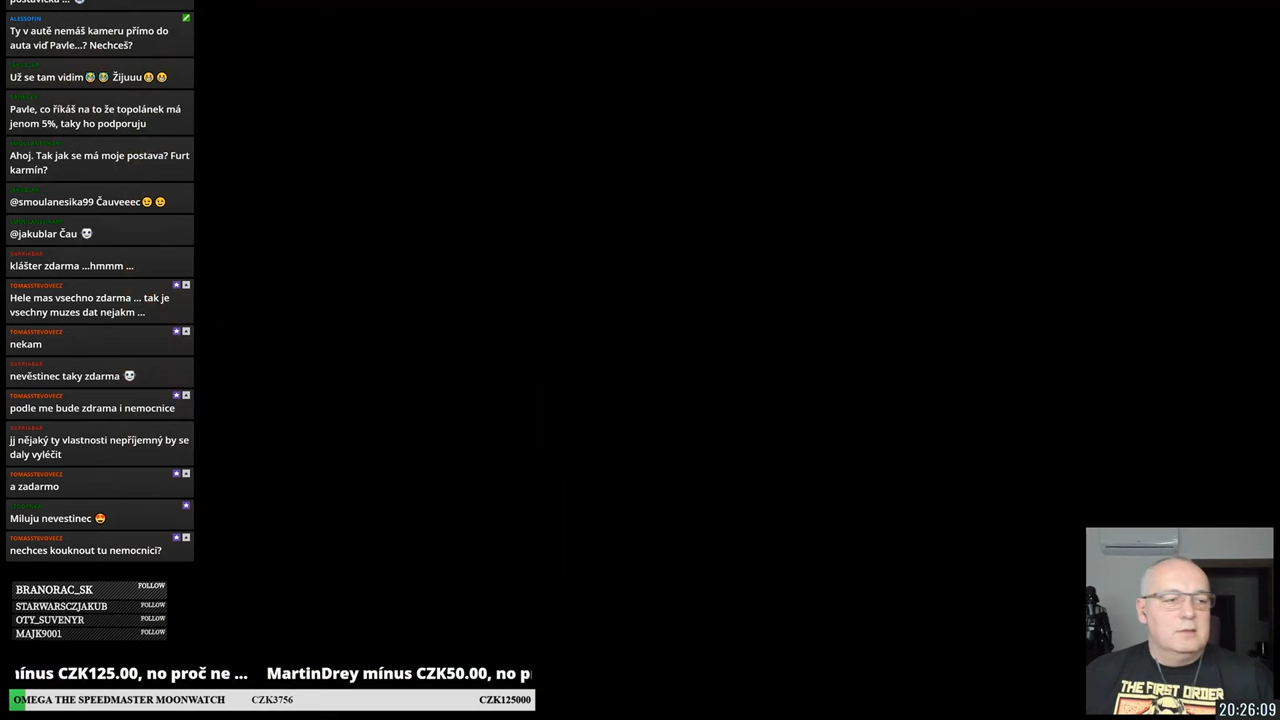 ALESSOFIN
Ty v autě nemáš kameru přímo do
auta viď Pavle...? Nechceš?
Už se tam vidim Žijuuu
Pavle, co říkáš na to že topolánek má
jenom 5%, taky ho podporuju
Ahoj. Tak jak se má moje postava? Furt
karmín?
@smoulanesika99 Čauveeec
@jakublar Čau
klášter zdarma ...hmmm ...
TOMASSTEVOVECZ
Hele mas vsechno zdarma ... tak je
vsechny muzes dat nejakm ...
TOMASSTEVOVECZ
nekam
nevěstinec taky zdarma
TOMASSTEVOVECZ
podle me bude zdrama i nemocnice
jj nějaký ty vlastnosti nepříjemný by se
daly vyléčit
TOMASSTEVOVECZ
a zadarmo
Miluju nevestinec
TOMASSTEVOVECZ
nechces kouknout tu nemocnici?
BRANORAC_SK FOLLOW
STARWARSCZJAKUB FOLLOW
OTY_SUVENYR FOLLOW
MAJK9001 FOLLOW
ínus CZK125.00, no proč ne ... MartinDrey mínus CZK50.00, no p
OMEGA THE SPEEDMASTER MOONWATCH CZK3756 CZK125000
THE FIRST ORDER
20:26:09